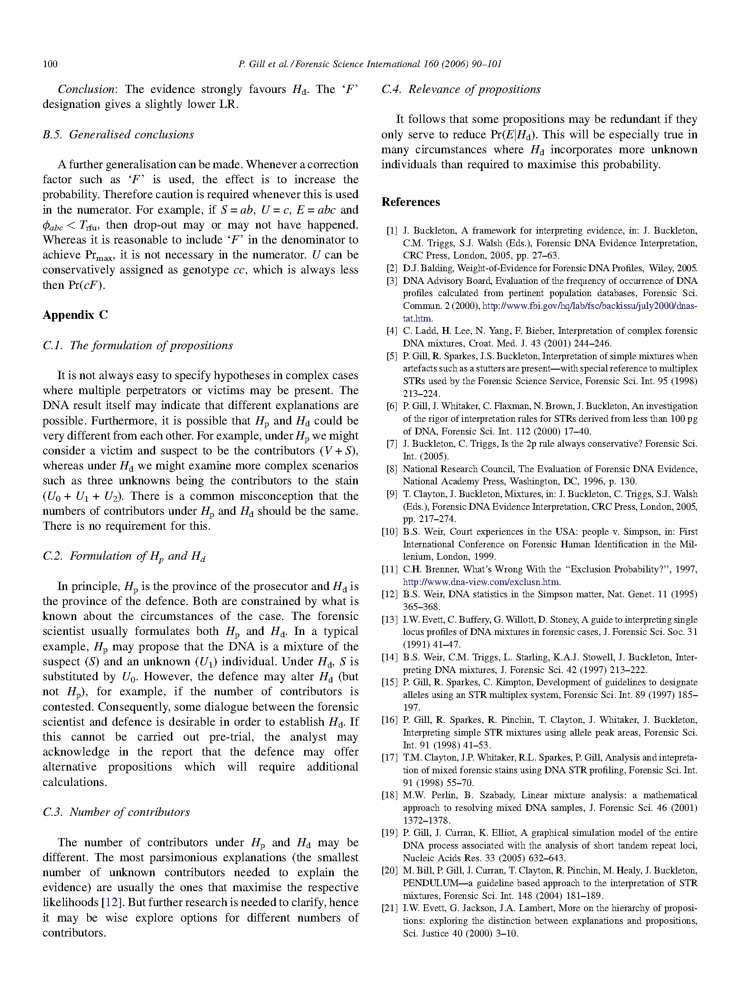 100
P. Gill et al. / Forensic Science International 160 (2006) 90–101
Conclusion: The evidence strongly favours Hd. The ‘F’
designation gives a slightly lower LR.
B.5. Generalised conclusions
A further generalisation can be made. Whenever a correction
factor such as ‘F’ is used, the effect is to increase the
probability. Therefore caution is required whenever this is used
in the numerator. For example, if S = ab, U = c, E = abc and
ϕabc < Trfu, then drop-out may or may not have happened.
Whereas it is reasonable to include ‘F’ in the denominator to
achieve Prmax, it is not necessary in the numerator. U can be
conservatively assigned as genotype cc, which is always less
then Pr(cF).
Appendix C
C.1. The formulation of propositions
It is not always easy to specify hypotheses in complex cases
where multiple perpetrators or victims may be present. The
DNA result itself may indicate that different explanations are
possible. Furthermore, it is possible that Hp and Hd could be
very different from each other. For example, under Hp we might
consider a victim and suspect to be the contributors (V + S),
whereas under Hd we might examine more complex scenarios
such as three unknowns being the contributors to the stain
(U0 + U1 + U2). There is a common misconception that the
numbers of contributors under Hp and Hd should be the same.
There is no requirement for this.
C.2. Formulation of Hp and Hd
In principle, Hp is the province of the prosecutor and Hd is
the province of the defence. Both are constrained by what is
known about the circumstances of the case. The forensic
scientist usually formulates both Hp and Hd. In a typical
example, Hp may propose that the DNA is a mixture of the
suspect (S) and an unknown (U1) individual. Under Hd, S is
substituted by U0. However, the defence may alter Hd (but
not Hp), for example, if the number of contributors is
contested. Consequently, some dialogue between the forensic
scientist and defence is desirable in order to establish Hd. If
this cannot be carried out pre-trial, the analyst may
acknowledge in the report that the defence may offer
alternative propositions which will require additional
calculations.
C.3. Number of contributors
The number of contributors under Hp and Hd may be
different. The most parsimonious explanations (the smallest
number of unknown contributors needed to explain the
evidence) are usually the ones that maximise the respective
likelihoods [12]. But further research is needed to clarify, hence
it may be wise explore options for different numbers of
contributors.
C.4. Relevance of propositions
It follows that some propositions may be redundant if they
only serve to reduce Pr(E|Hd). This will be especially true in
many circumstances where Hd incorporates more unknown
individuals than required to maximise this probability.
References
[1] J. Buckleton, A framework for interpreting evidence, in: J. Buckleton,
C.M. Triggs, S.J. Walsh (Eds.), Forensic DNA Evidence Interpretation,
CRC Press, London, 2005, pp. 27–63.
[2] D.J. Balding, Weight-of-Evidence for Forensic DNA Profiles, Wiley, 2005.
[3] DNA Advisory Board, Evaluation of the frequency of occurrence of DNA
profiles calculated from pertinent population databases, Forensic Sci.
Commun. 2 (2000), http://www.fbi.gov/hq/lab/fsc/backissu/july2000/dnas-
tat.htm.
[4] C. Ladd, H. Lee, N. Yang, F. Bieber, Interpretation of complex forensic
DNA mixtures, Croat. Med. J. 43 (2001) 244–246.
[5] P. Gill, R. Sparkes, J.S. Buckleton, Interpretation of simple mixtures when
artefacts such as a stutters are present—with special reference to multiplex
STRs used by the Forensic Science Service, Forensic Sci. Int. 95 (1998)
213–224.
[6] P. Gill, J. Whitaker, C. Flaxman, N. Brown, J. Buckleton, An investigation
of the rigor of interpretation rules for STRs derived from less than 100 pg
of DNA, Forensic Sci. Int. 112 (2000) 17–40.
[7] J. Buckleton, C. Triggs, Is the 2p rule always conservative? Forensic Sci.
Int. (2005).
[8] National Research Council, The Evaluation of Forensic DNA Evidence,
National Academy Press, Washington, DC, 1996, p. 130.
[9] T. Clayton, J. Buckleton, Mixtures, in: J. Buckleton, C. Triggs, S.J. Walsh
(Eds.), Forensic DNA Evidence Interpretation, CRC Press, London, 2005,
pp. 217–274.
[10] B.S. Weir, Court experiences in the USA: people v. Simpson, in: First
International Conference on Forensic Human Identification in the Mil-
lenium, London, 1999.
[11] C.H. Brenner, What’s Wrong With the ‘‘Exclusion Probability?’’, 1997,
http://www.dna-view.com/exclusn.htm.
[12] B.S. Weir, DNA statistics in the Simpson matter, Nat. Genet. 11 (1995)
365–368.
[13] I.W. Evett, C. Buffery, G. Willott, D. Stoney, A guide to interpreting single
locus profiles of DNA mixtures in forensic cases, J. Forensic Sci. Soc. 31
(1991) 41–47.
[14] B.S. Weir, C.M. Triggs, L. Starling, K.A.J. Stowell, J. Buckleton, Inter-
preting DNA mixtures, J. Forensic Sci. 42 (1997) 213–222.
[15] P. Gill, R. Sparkes, C. Kimpton, Development of guidelines to designate
alleles using an STR multiplex system, Forensic Sci. Int. 89 (1997) 185–
197.
[16] P. Gill, R. Sparkes, R. Pinchin, T. Clayton, J. Whitaker, J. Buckleton,
Interpreting simple STR mixtures using allele peak areas, Forensic Sci.
Int. 91 (1998) 41–53.
[17] T.M. Clayton, J.P. Whitaker, R.L. Sparkes, P. Gill, Analysis and intepreta-
tion of mixed forensic stains using DNA STR profiling, Forensic Sci. Int.
91 (1998) 55–70.
[18] M.W. Perlin, B. Szabady, Linear mixture analysis: a mathematical
approach to resolving mixed DNA samples, J. Forensic Sci. 46 (2001)
1372–1378.
[19] P. Gill, J. Curran, K. Elliot, A graphical simulation model of the entire
DNA process associated with the analysis of short tandem repeat loci,
Nucleic Acids Res. 33 (2005) 632–643.
[20] M. Bill, P. Gill, J. Curran, T. Clayton, R. Pinchin, M. Healy, J. Buckleton,
PENDULUM—a guideline based approach to the interpretation of STR
mixtures, Forensic Sci. Int. 148 (2004) 181–189.
[21] I.W. Evett, G. Jackson, J.A. Lambert, More on the hierarchy of proposi-
tions: exploring the distinction between explanations and propositions,
Sci. Justice 40 (2000) 3–10.